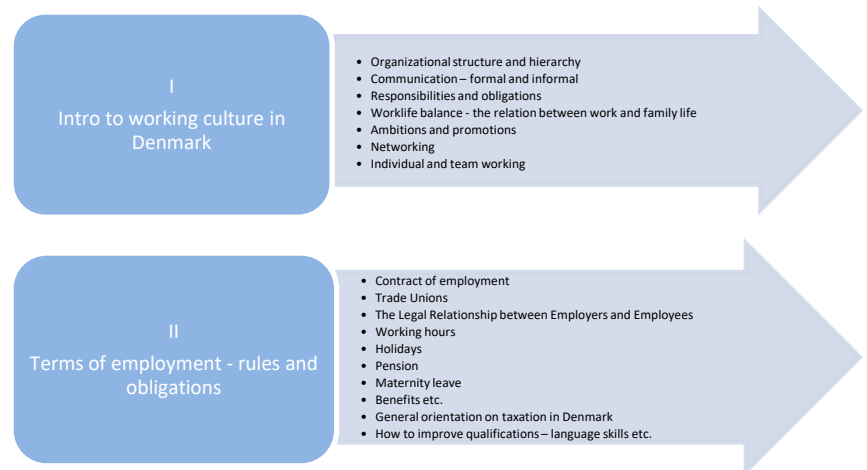 I
Intro to working culture in
Denmark
• Organizational structure and hierarchy
• Communication – formal and informal
• Responsibilities and obligations
• Worklife balance - the relation between work and family life
• Ambitions and promotions
• Networking
• Individual and team working
II
Terms of employment - rules and
obligations
• Contract of employment
• Trade Unions
• The Legal Relationship between Employers and Employees
• Working hours
• Holidays
• Pension
• Maternity leave
• Benefits etc.
• General orientation on taxation in Denmark
• How to improve qualifications – language skills etc.